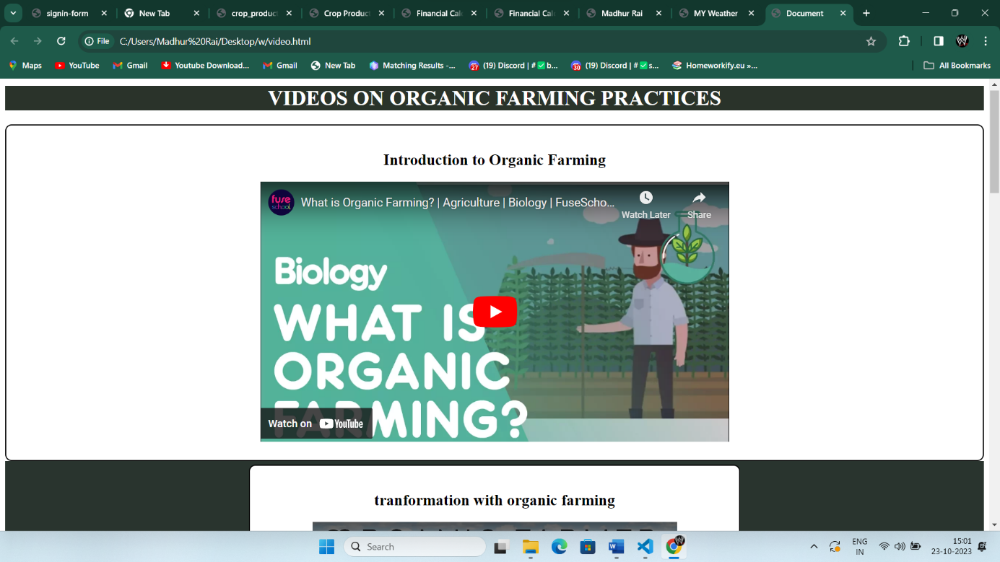 signin-form
New Tab
crop_product
Crop Product
Financial Calc
Financial Calc
Madhur Rai
MY Weather
Document
File
C:/Users/Madhur%20Rai/Desktop/w/video.html
Maps
YouTube
Gmail
Youtube Download...
Gmail
New Tab
Matching Results -...
27 (19) Discord | #✅b...
30 (19) Discord | #✅s...
Homeworkify.eu »...
All Bookmarks
VIDEOS ON ORGANIC FARMING PRACTICES
Introduction to Organic Farming
fuse school
What is Organic Farming? | Agriculture | Biology | FuseScho...
Watch Later
Share
Biology
WHAT IS
ORGANIC
FARMING?
Watch on YouTube
tranformation with organic farming
Search
ENG
IN
15:01
23-10-2023